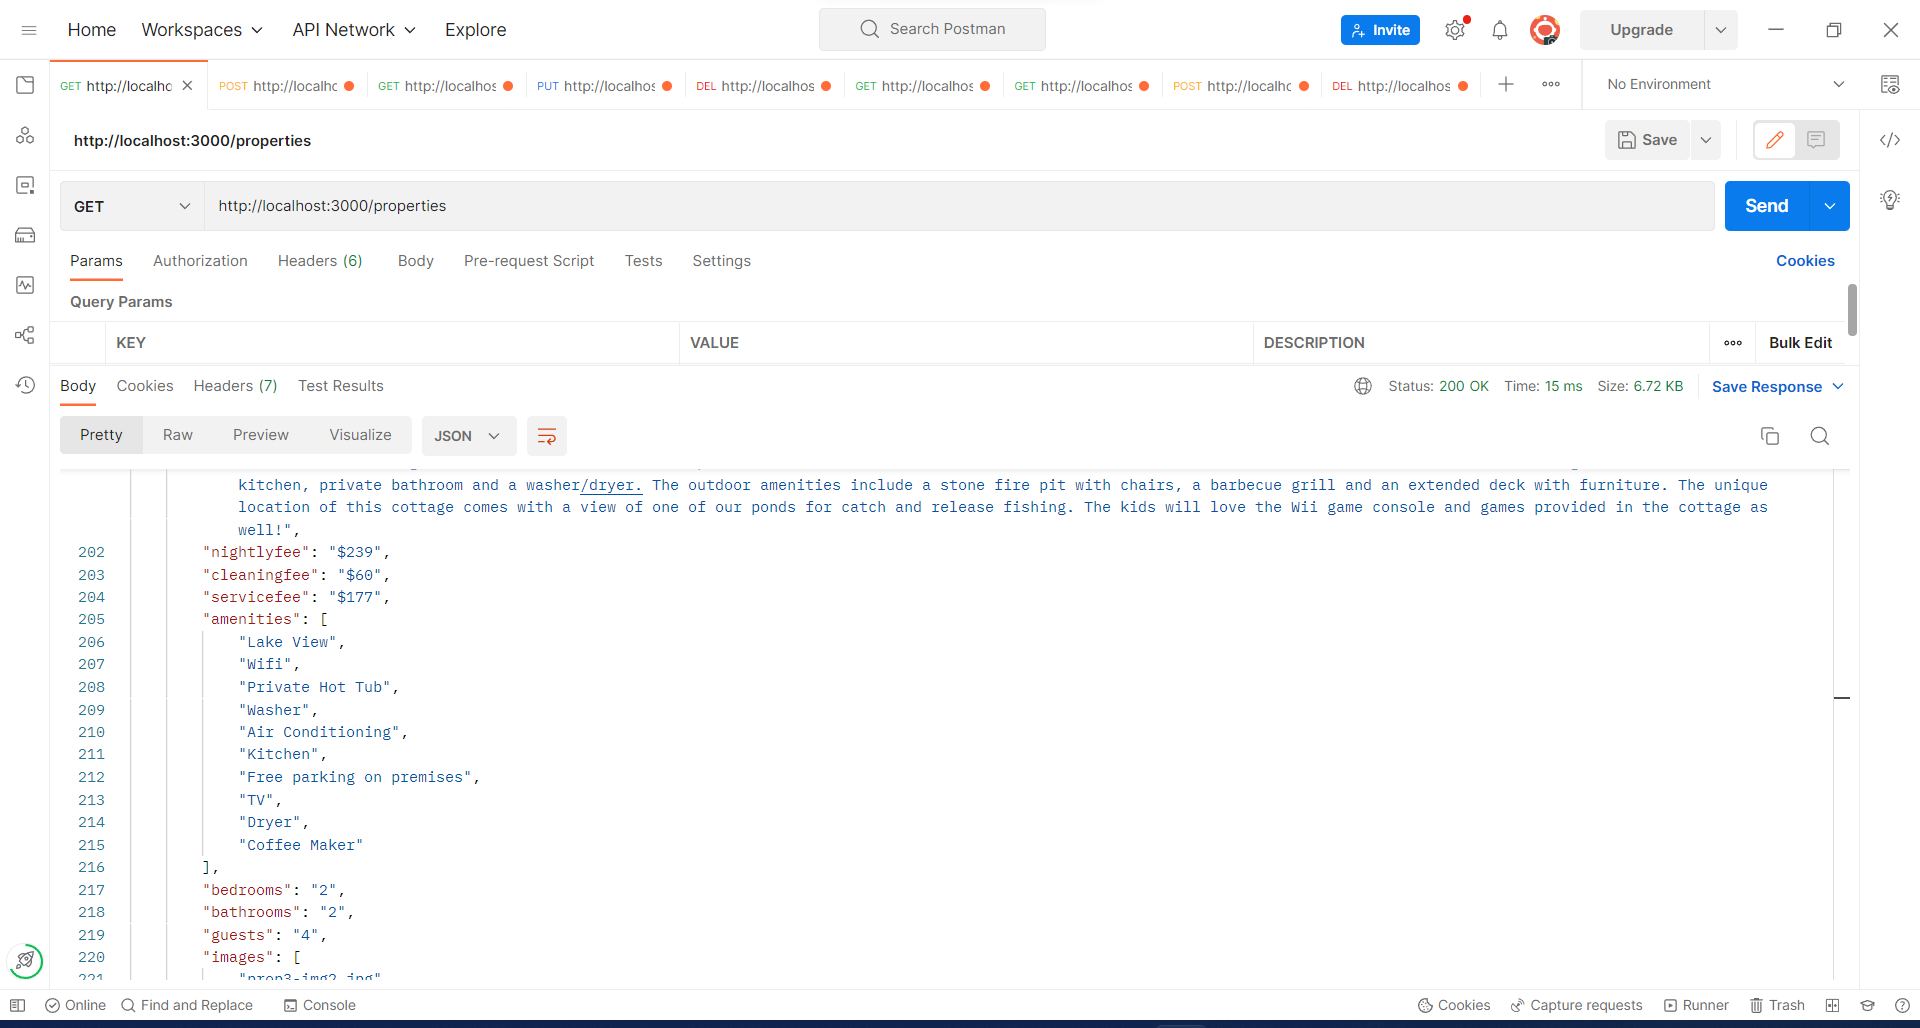 Home Workspaces API Network Explore Search Postman Invite Upgrade
GET http://localhc POST http://localhc GET http://localhos PUT http://localhos DEL http://localhos GET http://localhos GET http://localhos POST http://localhc DEL http://localhos No Environment
http://localhost:3000/properties Save
GET http://localhost:3000/properties Send
Params Authorization Headers (6) Body Pre-request Script Tests Settings Cookies
Query Params
KEY VALUE DESCRIPTION Bulk Edit
Body Cookies Headers (7) Test Results Status: 200 OK Time: 15 ms Size: 6.72 KB Save Response
Pretty Raw Preview Visualize JSON
kitchen, private bathroom and a washer/dryer. The outdoor amenities include a stone fire pit with chairs, a barbecue grill and an extended deck with furniture. The unique
location of this cottage comes with a view of one of our ponds for catch and release fishing. The kids will love the Wii game console and games provided in the cottage as
well!",
202 "nightlyfee": "$239",
203 "cleaningfee": "$60",
204 "servicefee": "$177",
205 "amenities": [
206 "Lake View",
207 "Wifi",
208 "Private Hot Tub",
209 "Washer",
210 "Air Conditioning",
211 "Kitchen",
212 "Free parking on premises",
213 "TV",
214 "Dryer",
215 "Coffee Maker"
216 ],
217 "bedrooms": "2",
218 "bathrooms": "2",
219 "guests": "4",
220 "images": [
221 "prop3-img2.jpg"
Online Find and Replace Console Cookies Capture requests Runner Trash